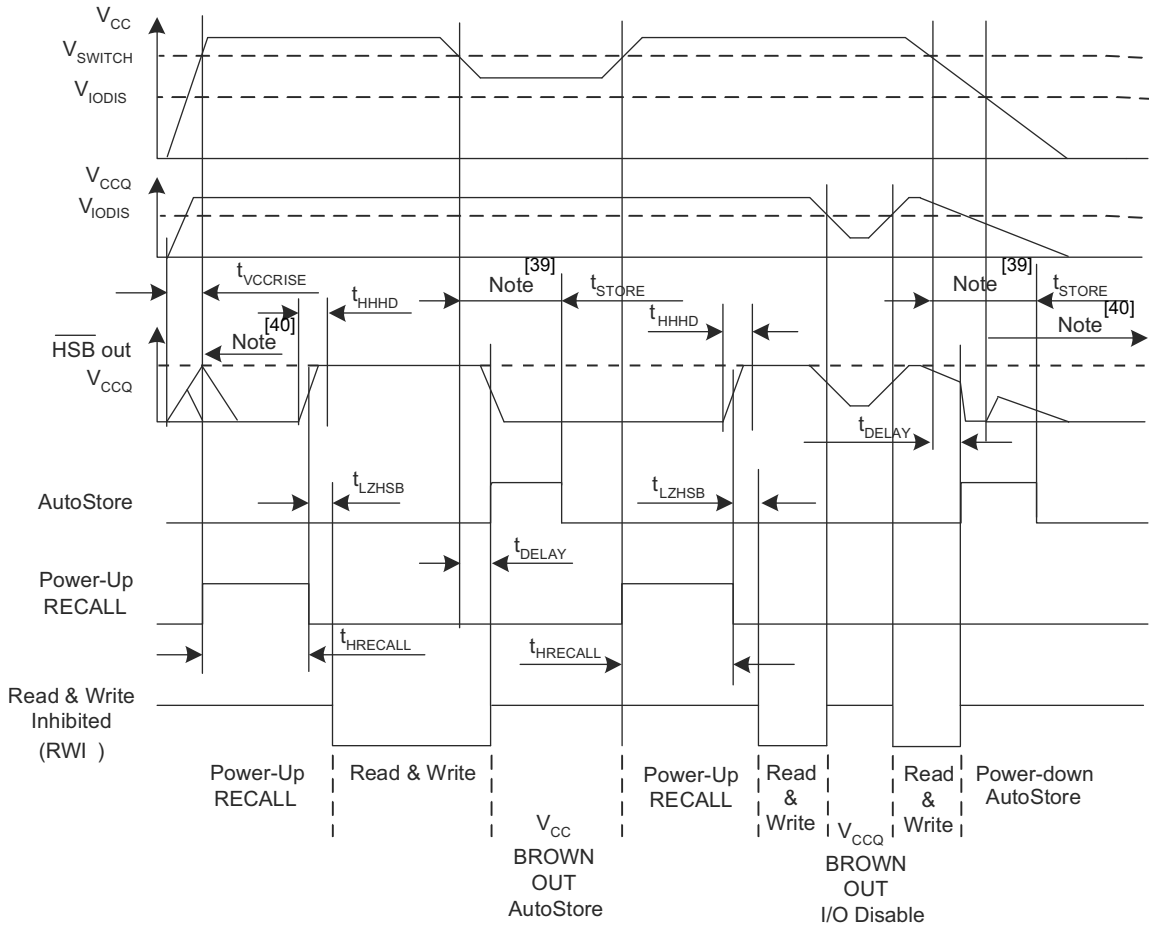 VCC
VSWITCH
VIODIS
VCCQ
VIODIS
tVCCRISE
tHHHD
Note[39]
tSTORE
tHHHD
Note[39]
tSTORE
HSB out
VCCQ
Note[40]
Note[40]
tDELAY
AutoStore
tLZHSB
tLZHSB
tDELAY
Power-Up
RECALL
tHRECALL
tHRECALL
Read & Write
Inhibited
(RWI )
Power-Up
RECALL
Read & Write
VCC
BROWN
OUT
AutoStore
Power-Up
RECALL
Read
&
Write
VCCQ
BROWN
OUT
I/O Disable
Read
&
Write
Power-down
AutoStore